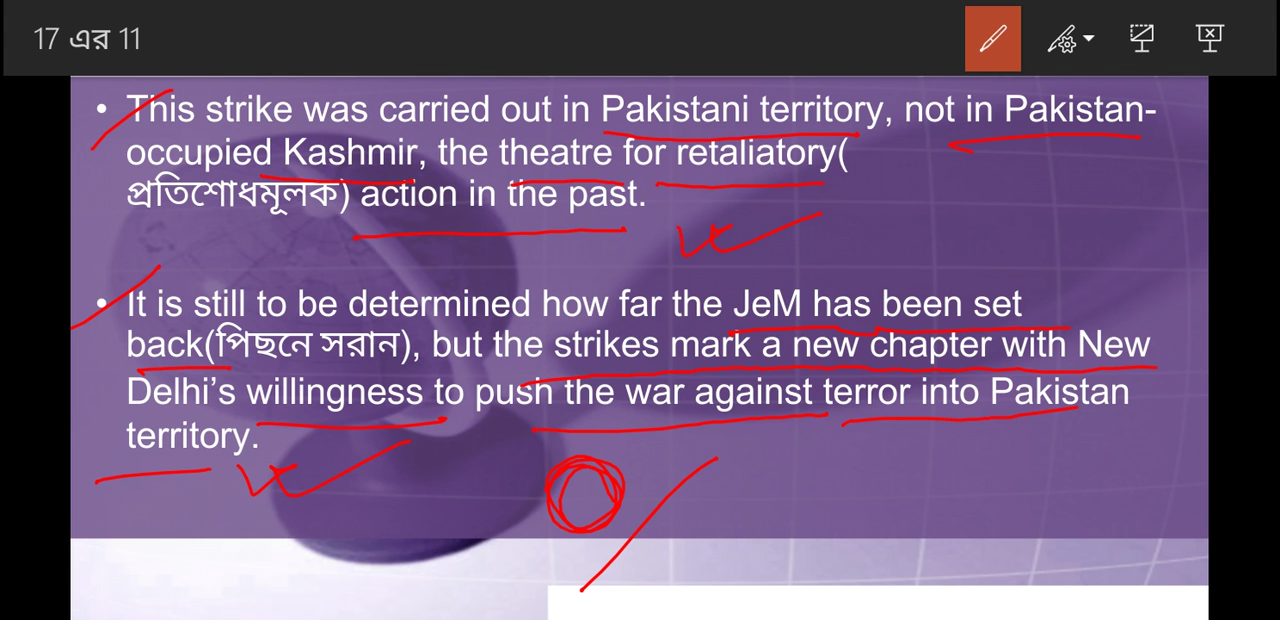 17 এর 11
• This strike was carried out in Pakistani territory, not in Pakistan-
occupied Kashmir, the theatre for retaliatory(
প্রতিশোধমূলক) action in the past.
• It is still to be determined how far the JeM has been set
back(পিছনে সরান), but the strikes mark a new chapter with New
Delhi’s willingness to push the war against terror into Pakistan
territory.